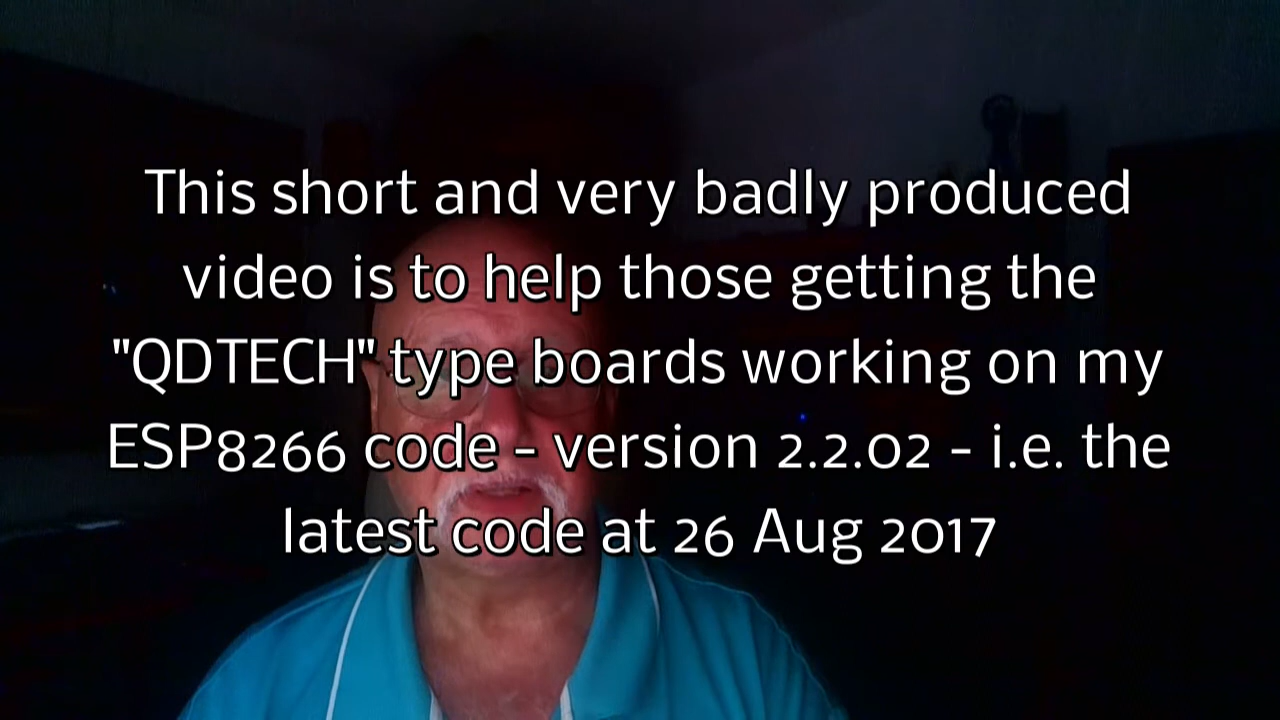 This short and very badly produced
video is to help those getting the
"QDTECH" type boards working on my
ESP8266 code - version 2.2.02 - i.e. the
latest code at 26 Aug 2017